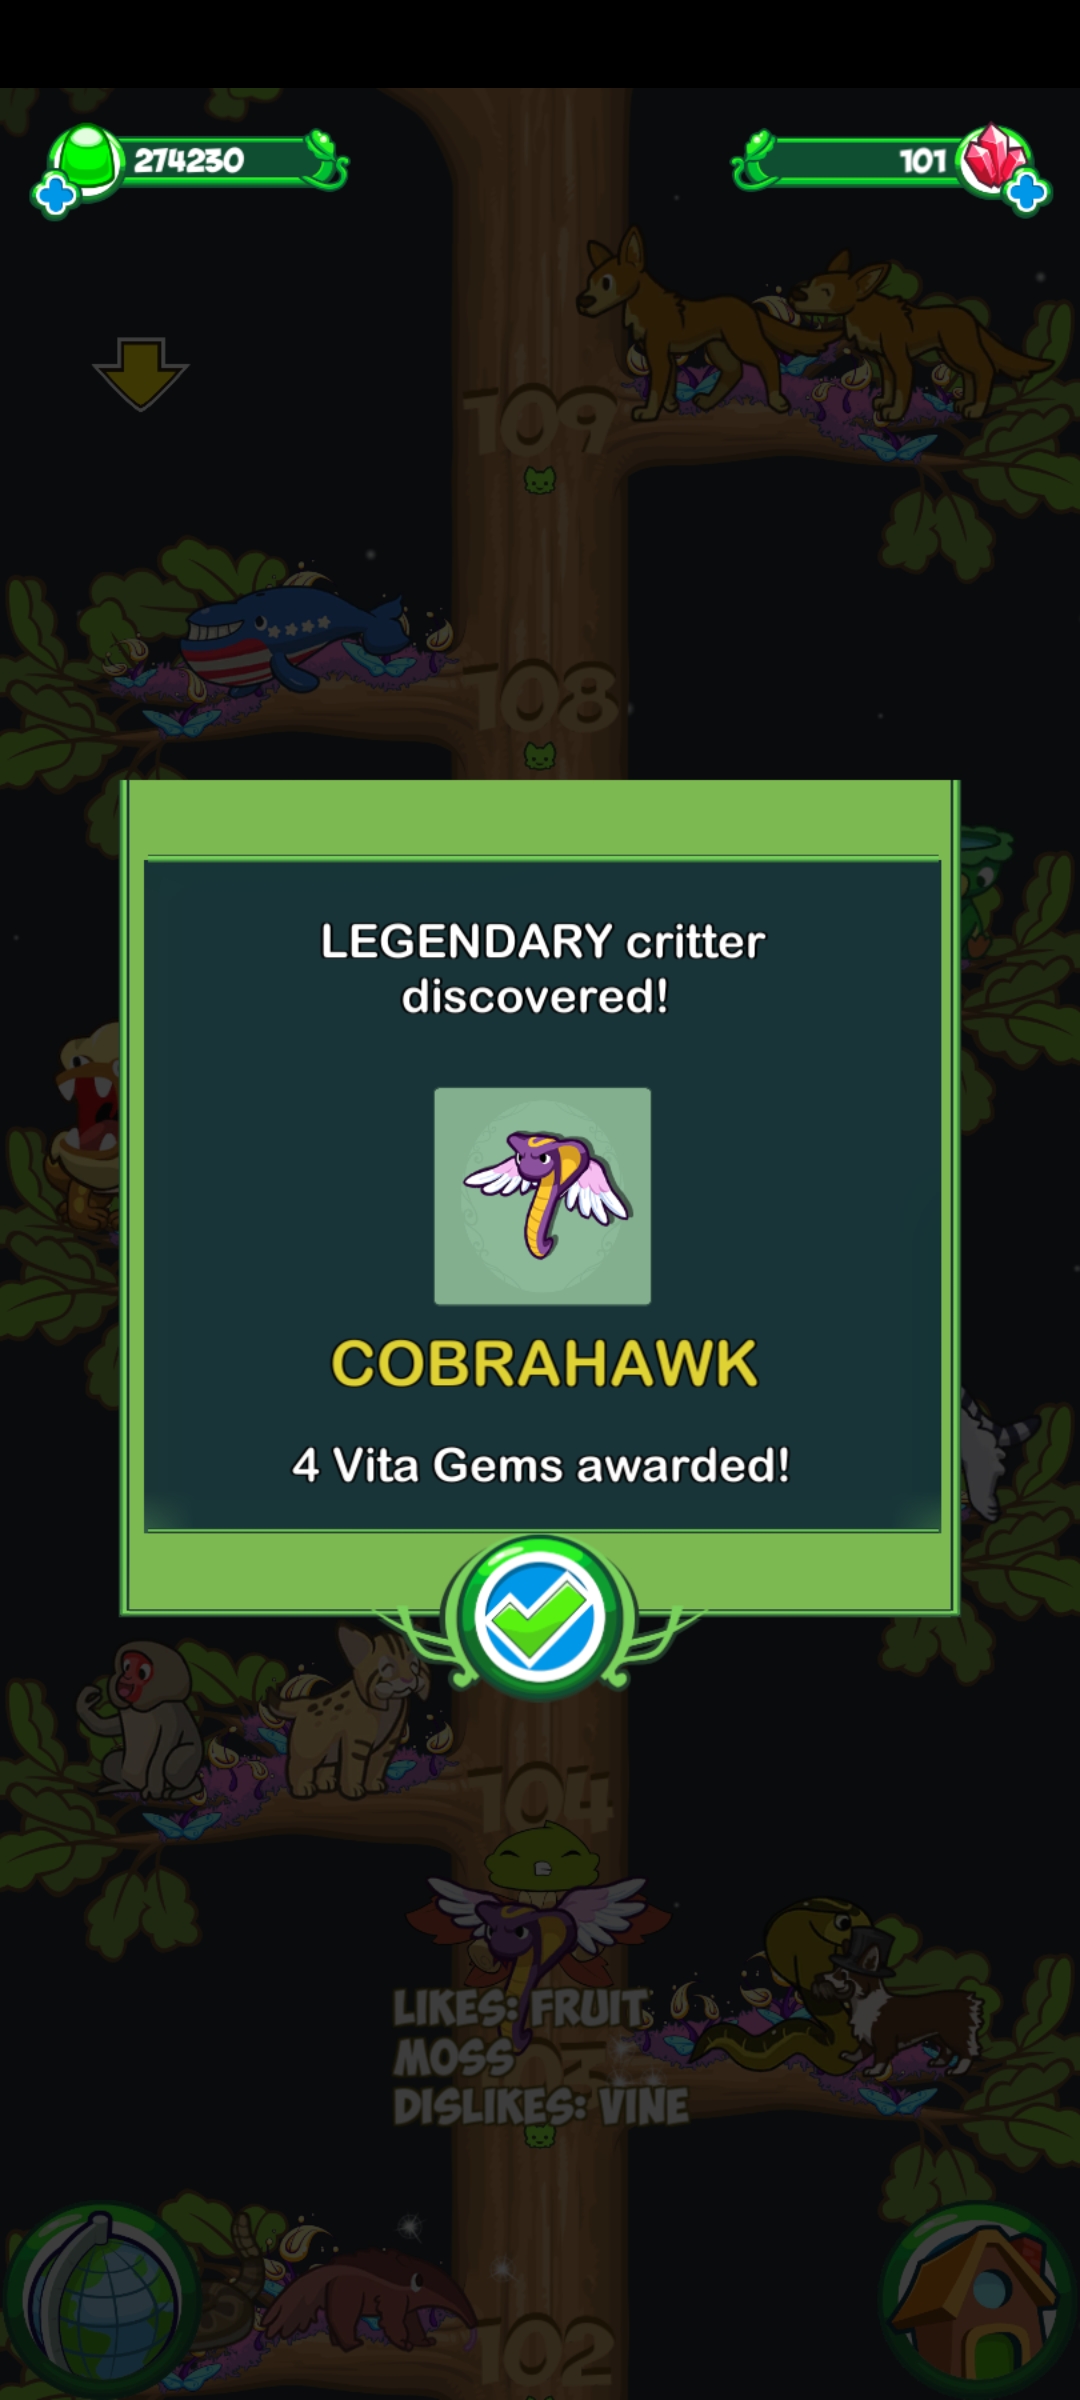 274230
101
109
108
LEGENDARY critter
discovered!
COBRAHAWK
4 Vita Gems awarded!
104
LIKES: FRUIT
MOSS
DISLIKES: VINE
102